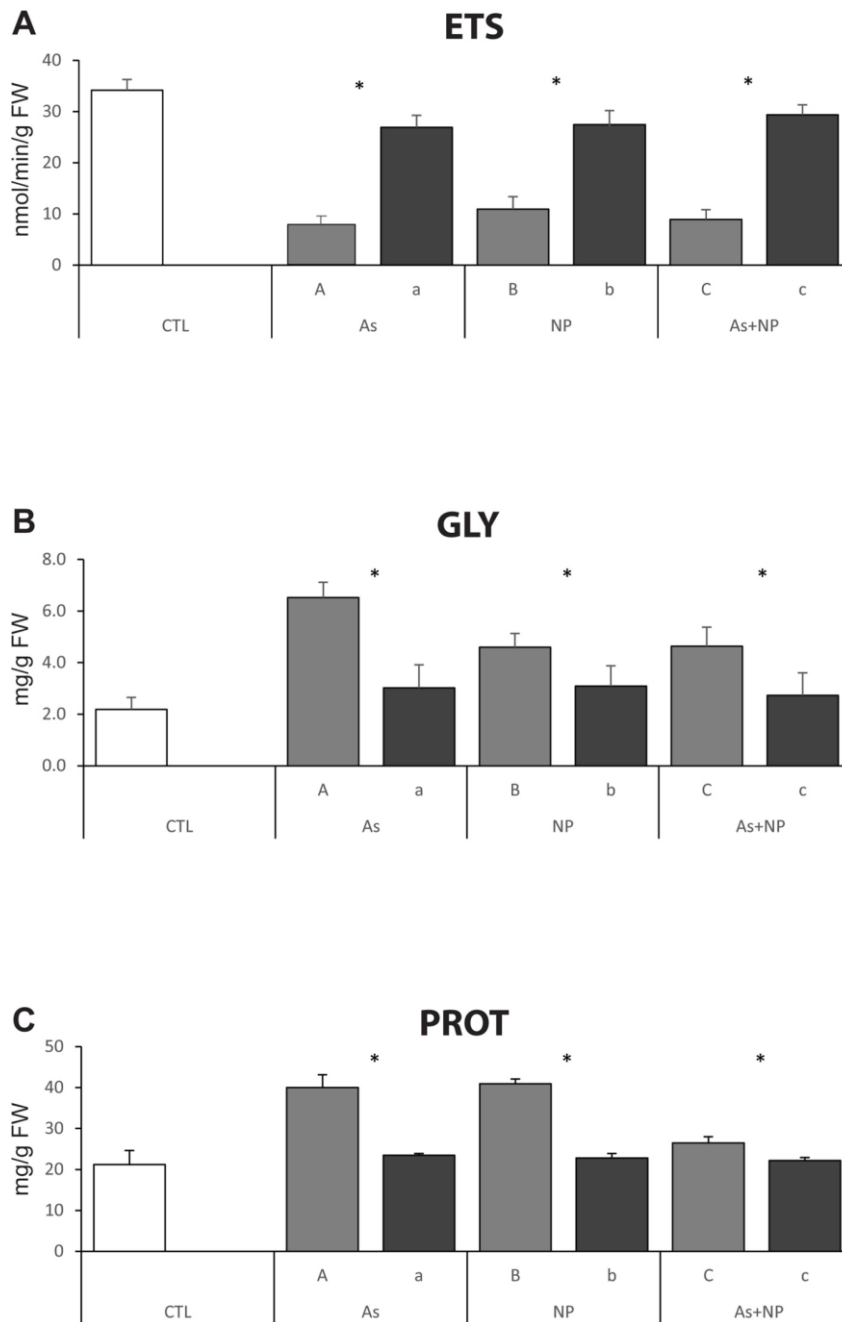 A
ETS
nmol/min/g FW
40
30
20
10
0
* * *
A a B b C c
CTL As NP As+NP
B
GLY
mg/g FW
8.0
6.0
4.0
2.0
0.0
* * *
A a B b C c
CTL As NP As+NP
C
PROT
mg/g FW
50
40
30
20
10
0
* * *
A a B b C c
CTL As NP As+NP